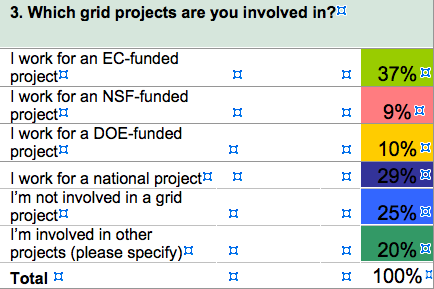 3. Which grid projects are you involved in?¤
I work for an EC-funded
project¤ ¤ ¤ 37% ¤
I work for an NSF-funded
project¤ ¤ ¤ 9% ¤
I work for a DOE-funded
project¤ ¤ ¤ 10% ¤
I work for a national project¤ ¤ ¤ 29% ¤
I'm not involved in a grid
project¤ ¤ ¤ 25% ¤
I'm involved in other
projects (please specify)¤ ¤ ¤ 20% ¤
Total ¤ ¤ ¤ 100%¤